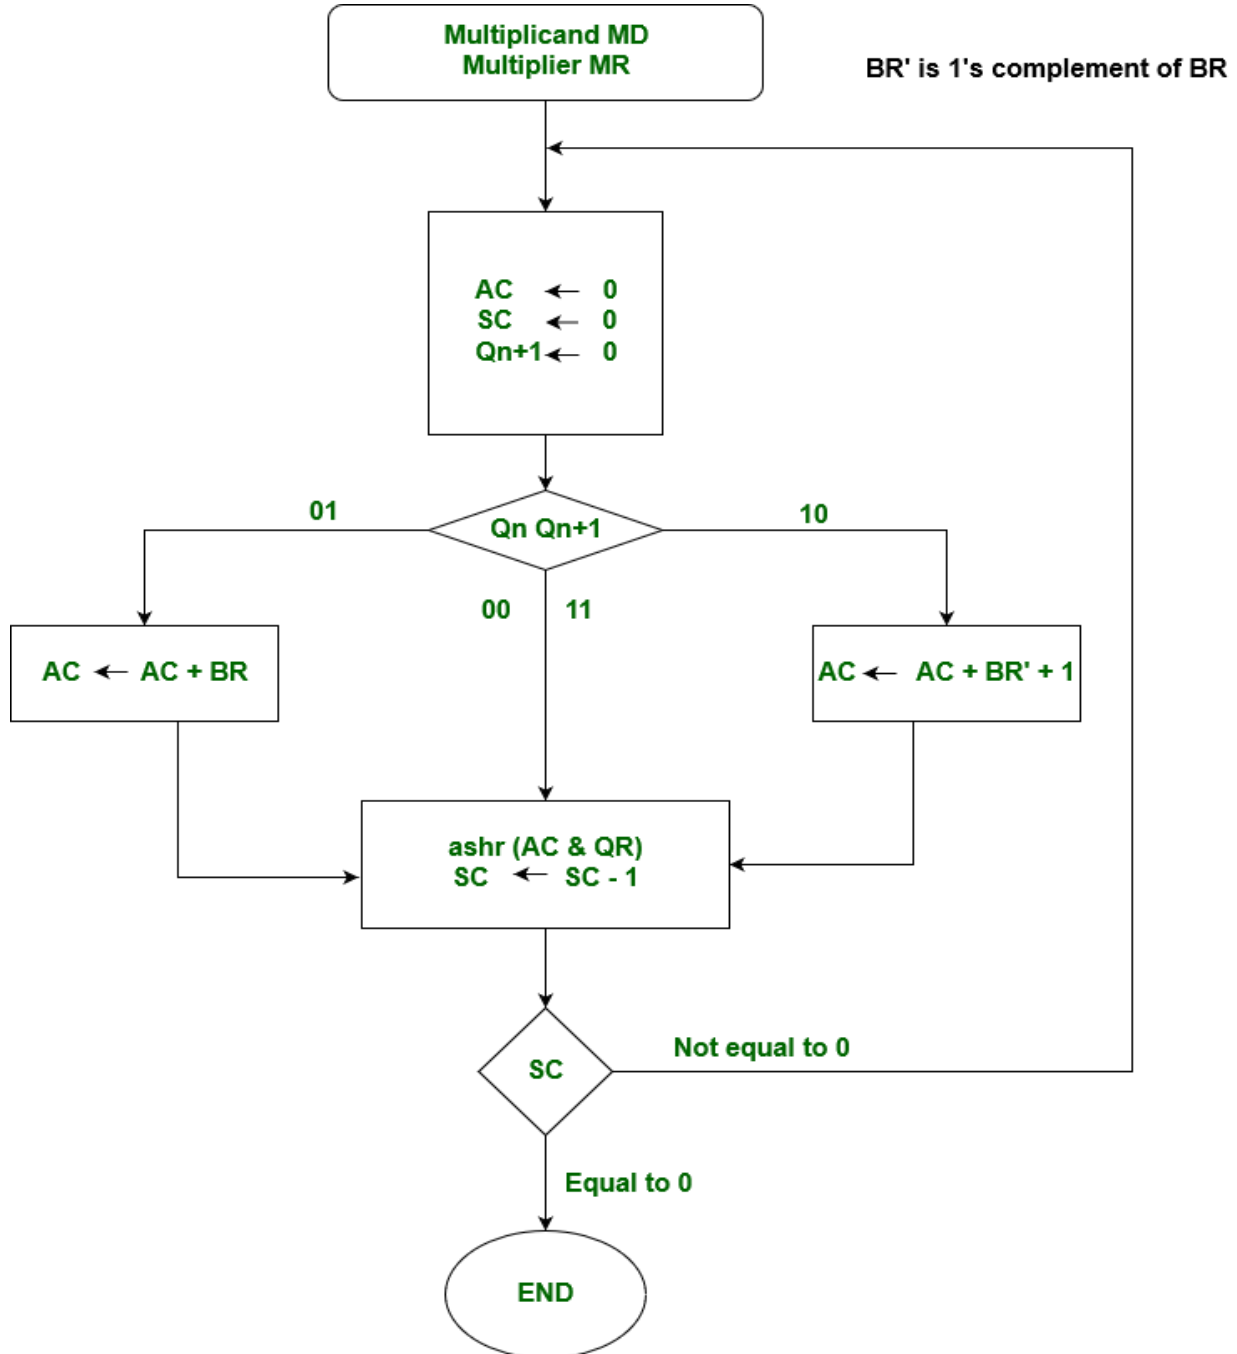 Multiplicand MD
Multiplier MR
BR' is 1's complement of BR
AC ← 0
SC ← 0
Qn+1 ← 0
01
Qn Qn+1
10
00
11
AC ← AC + BR
AC ← AC + BR' + 1
ashr (AC & QR)
SC ← SC - 1
SC
Not equal to 0
Equal to 0
END